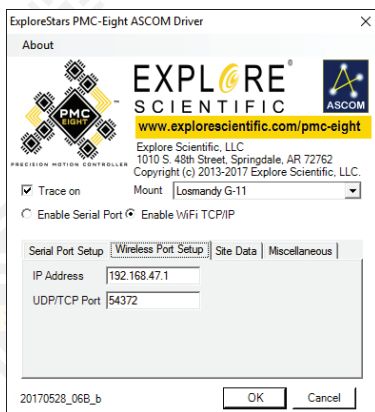 ExploreStars PMC-Eight ASCOM Driver
About
PMC
EIGHT
™
PRECISION MOTION CONTROLLER
EXPLORE®
SCIENTIFIC
ASCOM
www.explorescientific.com/pmc-eight
Explore Scientific, LLC
1010 S. 48th Street, Springdale, AR 72762
Copyright (c) 2013-2017 Explore Scientific, LLC.
Trace on
Mount Losmandy G-11
Enable Serial Port Enable WiFi TCP/IP
Serial Port Setup Wireless Port Setup Site Data Miscellaneous
IP Address 192.168.47.1
UDP/TCP Port 54372
20170528_06B_b
OK Cancel